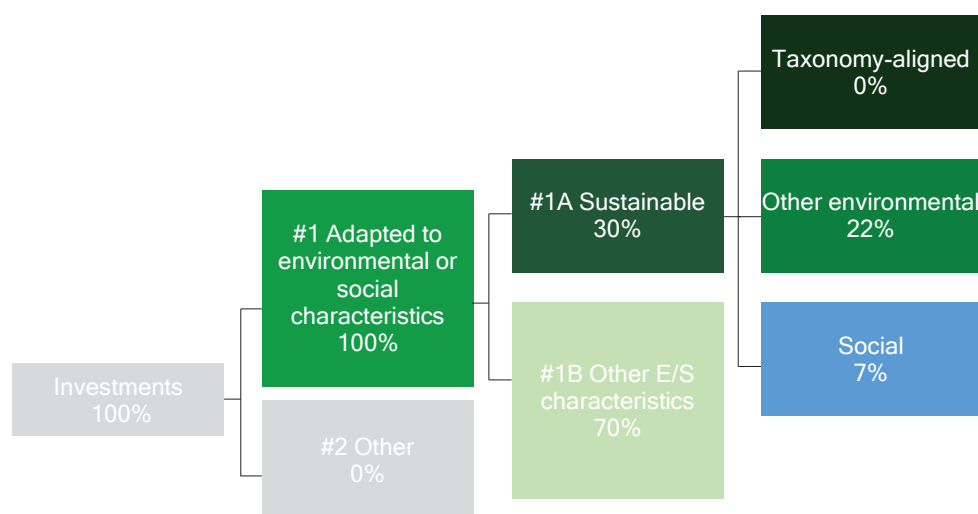 Investments
100%
#1 Adapted to
environmental or
social
characteristics
100%
#2 Other
0%
#1A Sustainable
30%
#1B Other E/S
characteristics
70%
Taxonomy-aligned
0%
Other environmental
22%
Social
7%